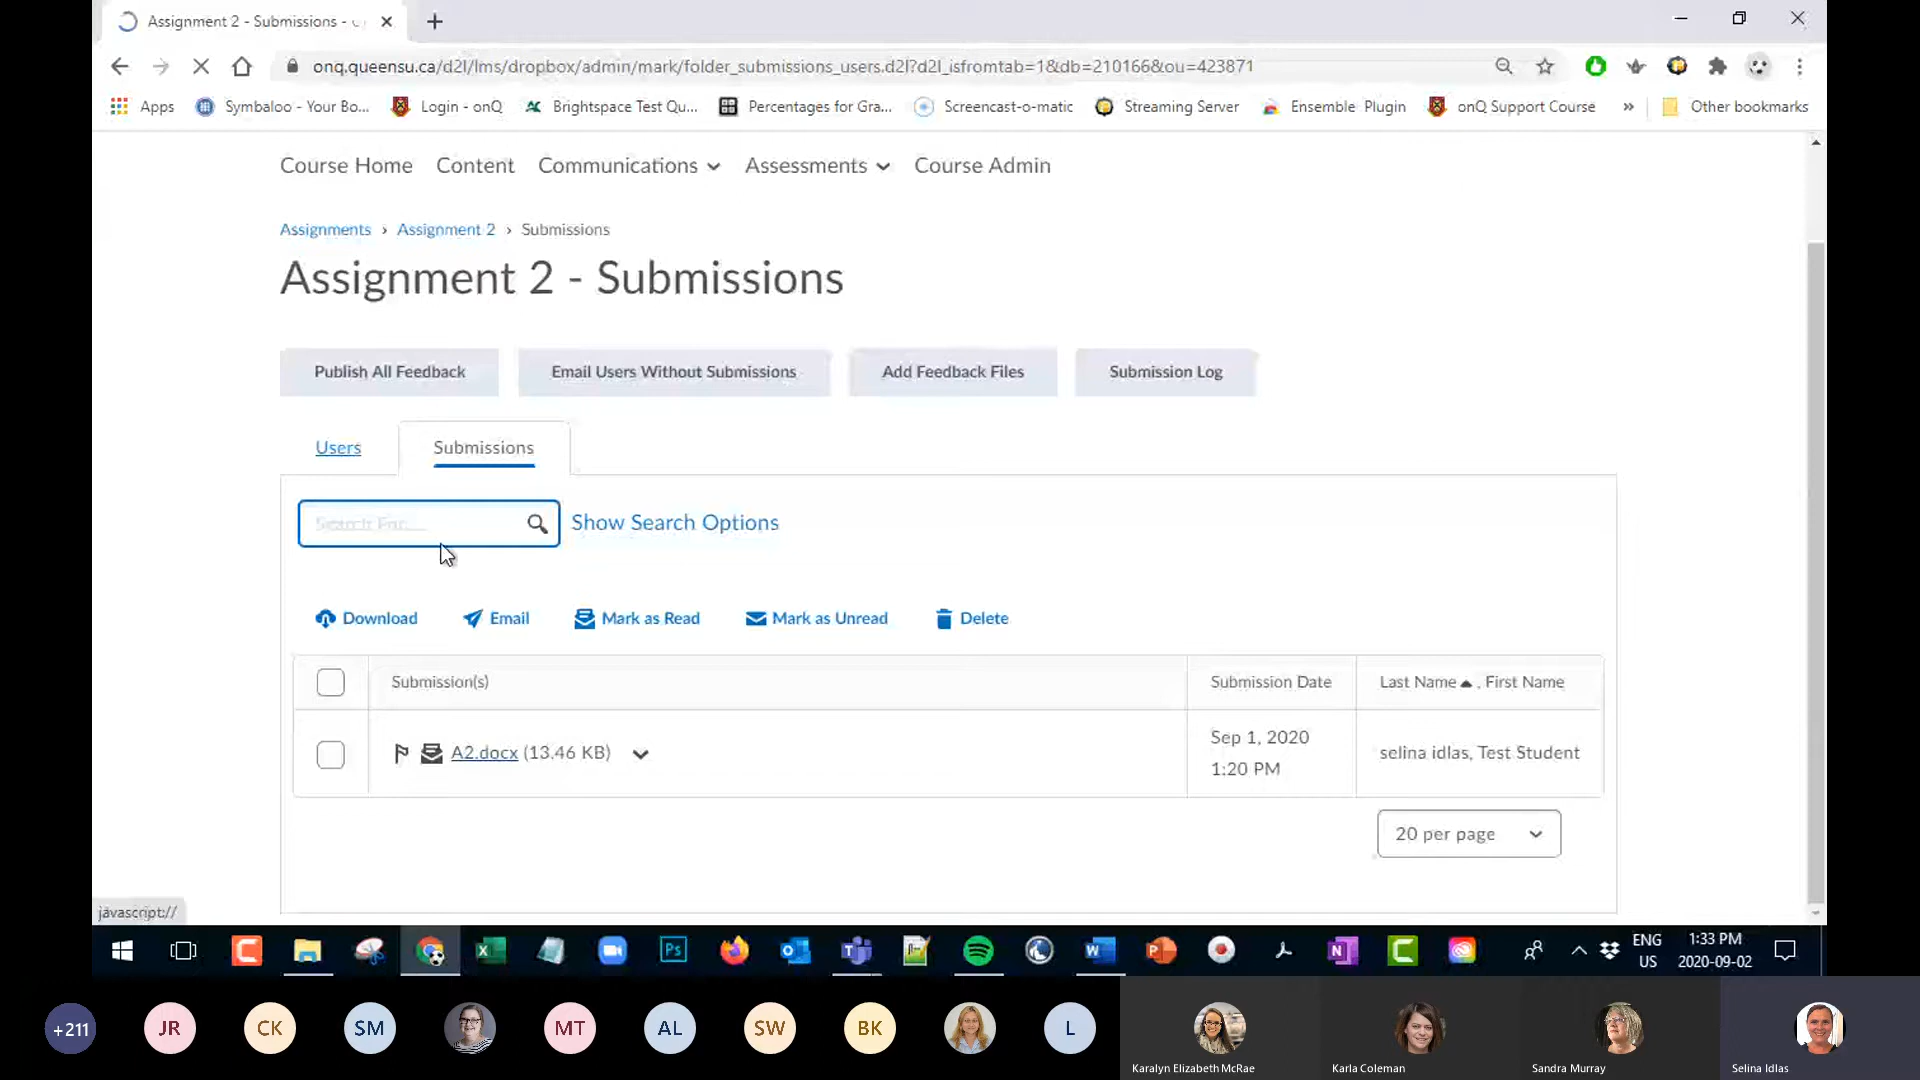 Assignment 2 - Submissions -
onq.queensu.ca/d2l/lms/dropbox/admin/mark/folder_submissions_users.d2l?d2l_isfromtab=1&db=210166&ou=423871
Apps Symbaloo - Your Bo... Login - onQ Brightspace Test Qu... Percentages for Gra... Screencast-o-matic Streaming Server Ensemble Plugin onQ Support Course » Other bookmarks
Course Home Content Communications Assessments Course Admin
Assignments › Assignment 2 › Submissions
Assignment 2 - Submissions
Publish All Feedback Email Users Without Submissions Add Feedback Files Submission Log
Users Submissions
Search For... Show Search Options
Download Email Mark as Read Mark as Unread Delete
Submission(s) Submission Date Last Name , First Name
A2.docx (13.46 KB) Sep 1, 2020 selina idlas, Test Student
1:20 PM
20 per page
javascript://
ENG 1:33 PM
US 2020-09-02
+211 JR CK SM MT AL SW BK L
Karalyn Elizabeth McRae Karla Coleman Sandra Murray Selina Idlas